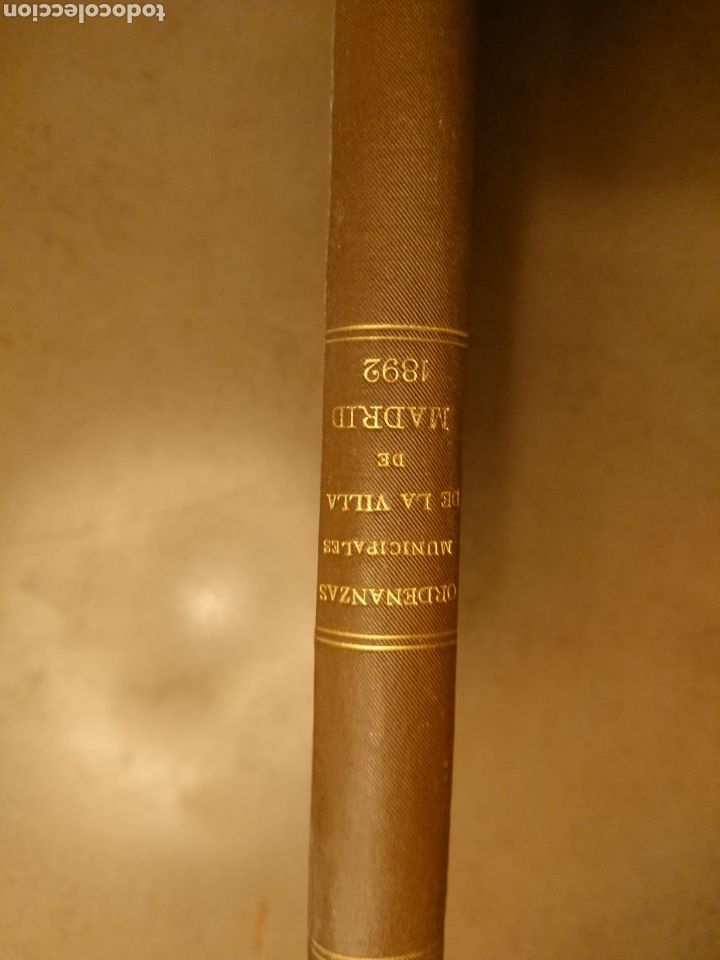 ORDENANZAS
MUNICIPALES
DE LA VILLA
DE
MADRID
1892
todocoleccion